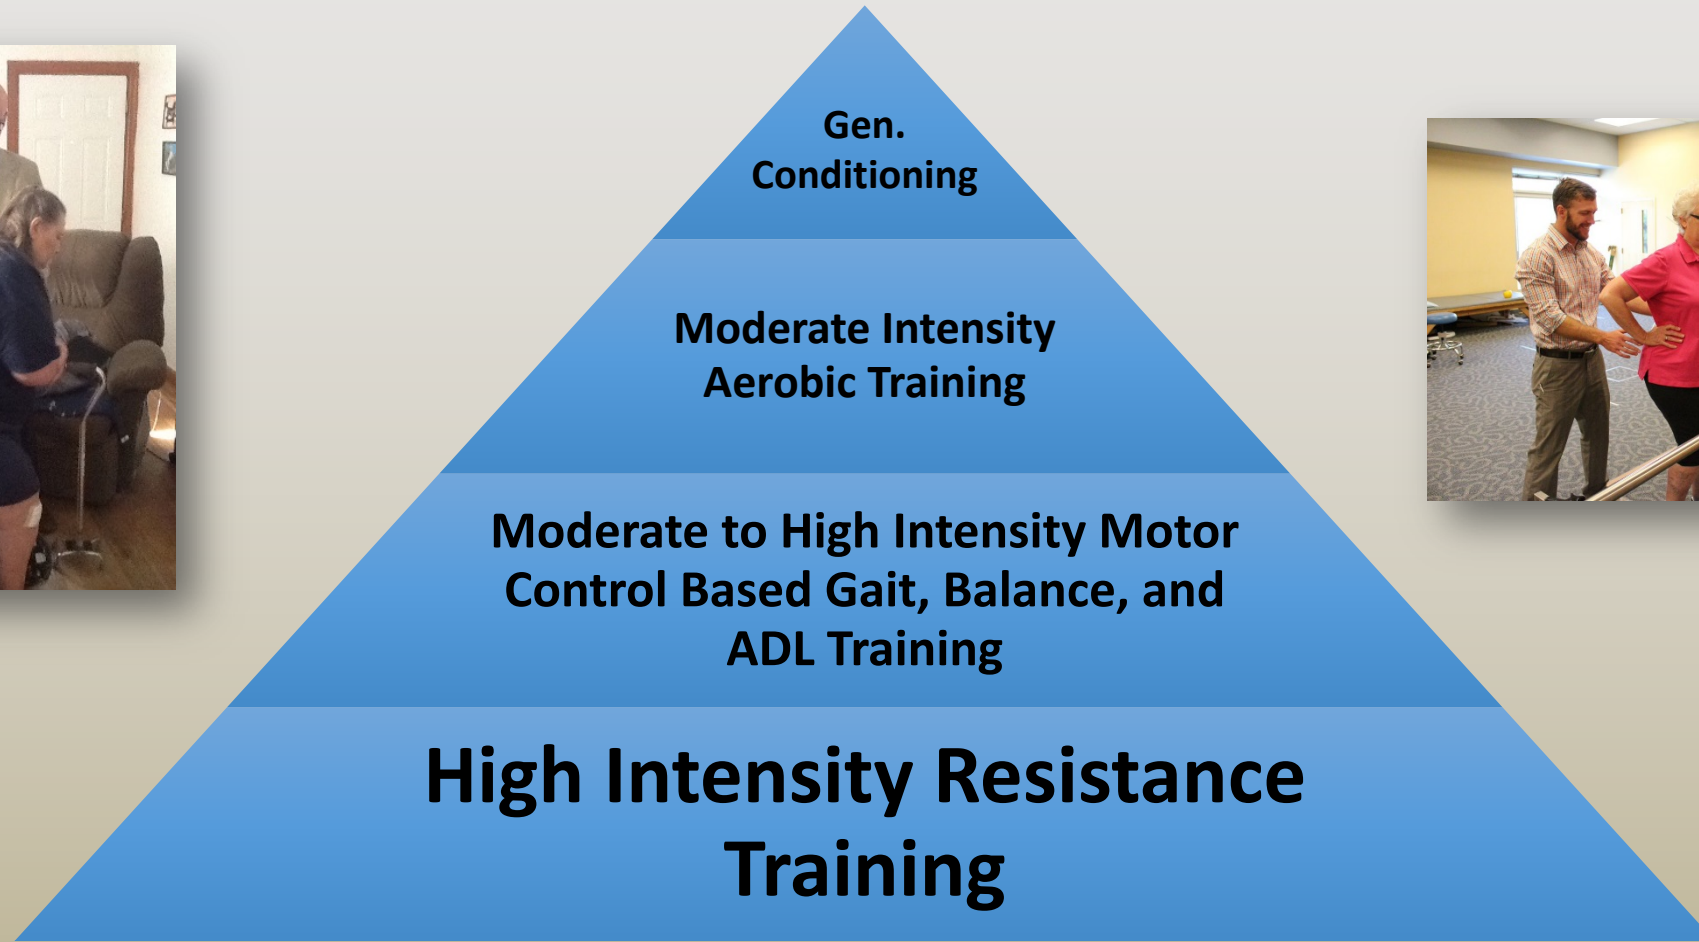 Gen.
Conditioning
Moderate Intensity
Aerobic Training
Moderate to High Intensity Motor
Control Based Gait, Balance, and
ADL Training
High Intensity Resistance
Training